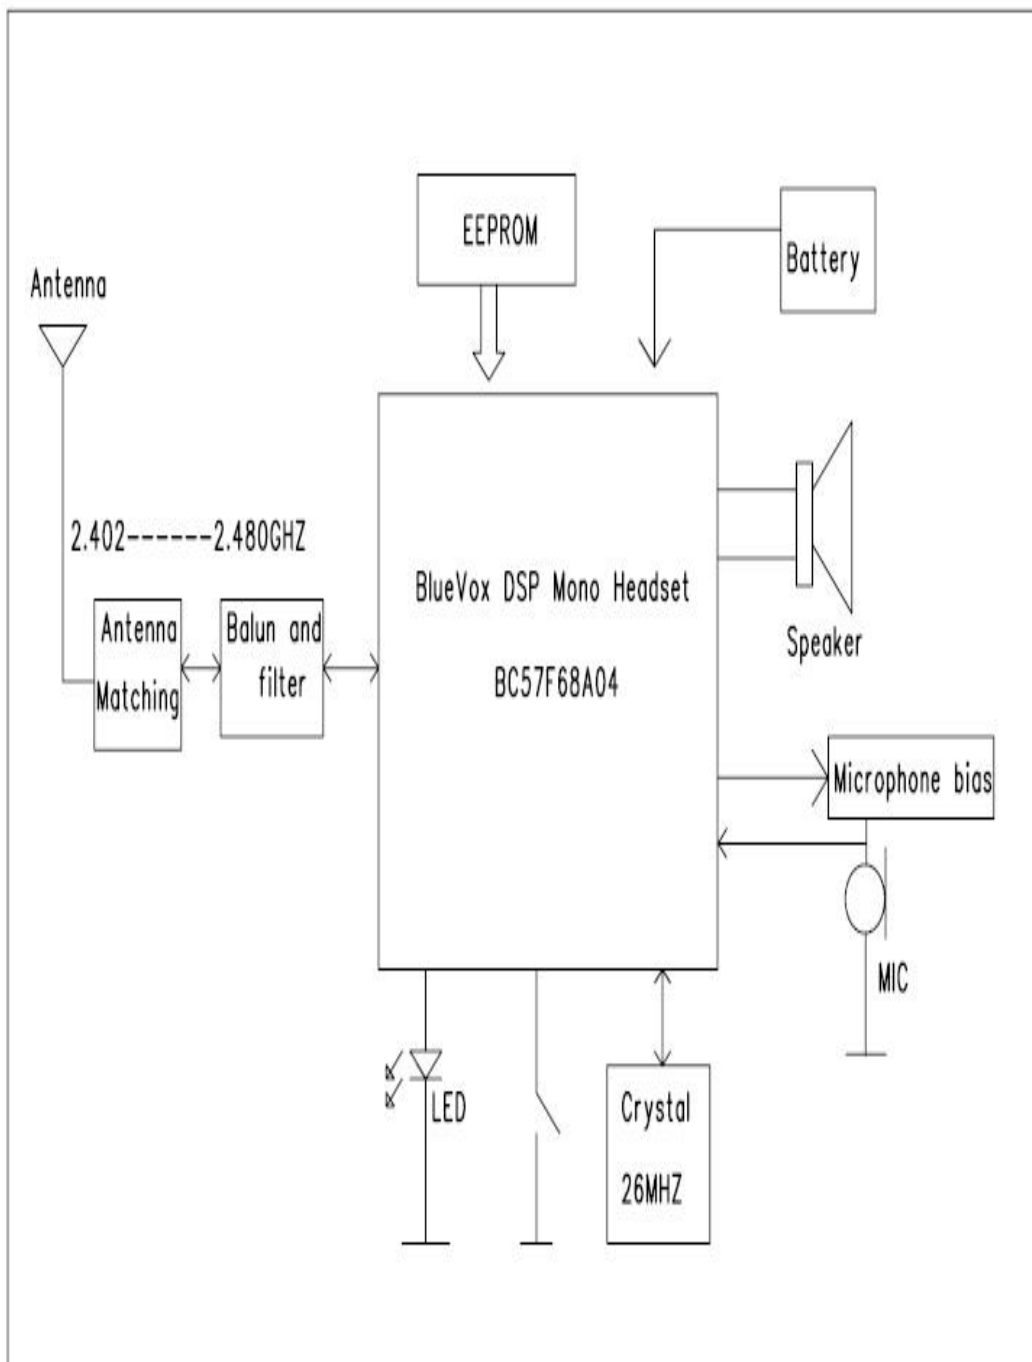 EEPROM
Battery
Antenna
2.402------2.480GHZ
Antenna
Matching
Balun and
filter
BlueVox DSP Mono Headset
BC57F68A04
Speaker
Microphone bias
MIC
LED
Crystal
26MHZ